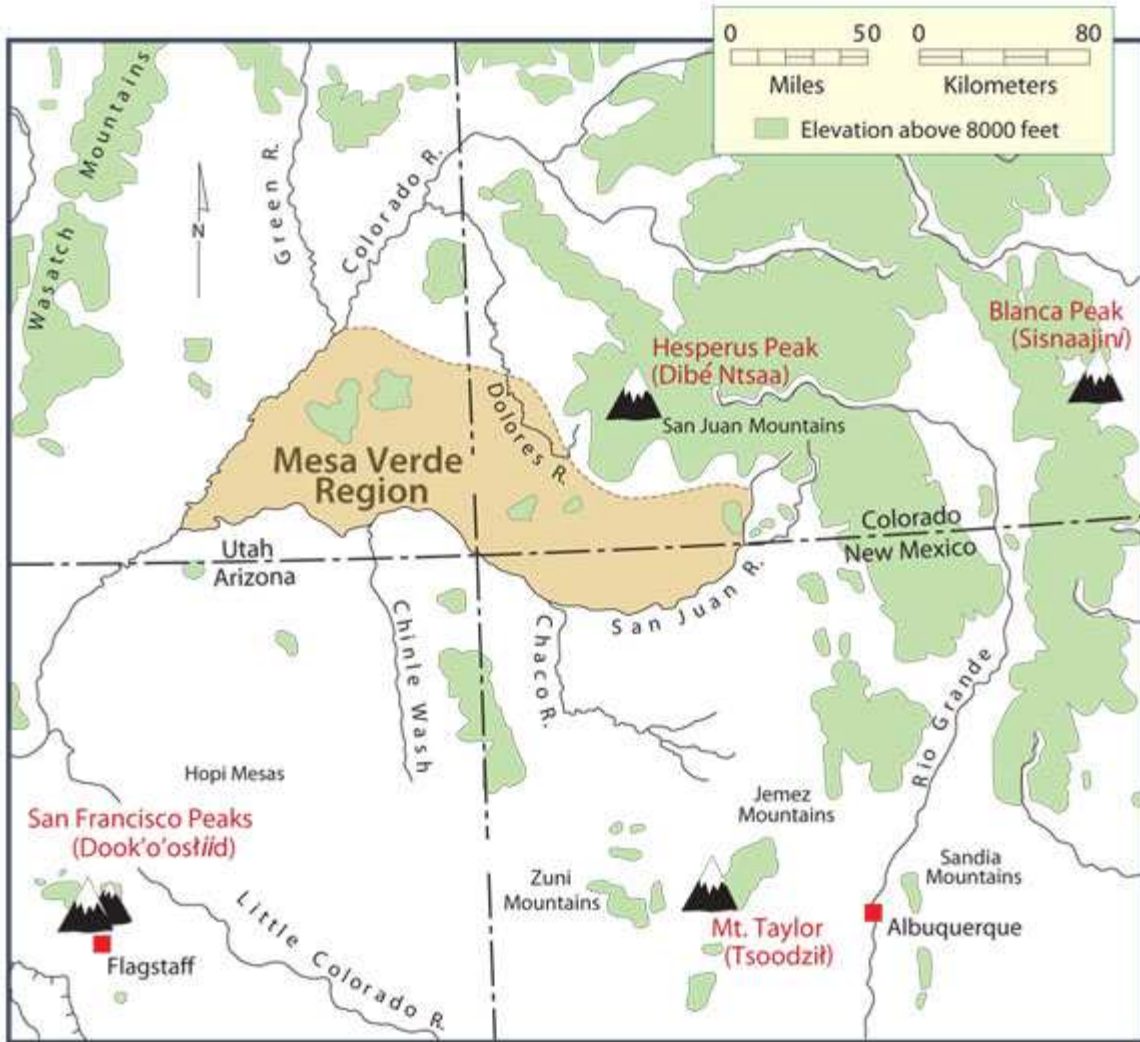 0 50 0 80
Miles Kilometers
Elevation above 8000 feet
Wasatch Mountains
N
Green R.
Colorado R.
Blanca Peak
(Sisnaajiní)
Hesperus Peak
(Dibé Ntsaa)
San Juan Mountains
Dolores R.
Mesa Verde
Region
Colorado
New Mexico
Utah
Arizona
San Juan R.
Chinle Wash
Chaco R.
Rio Grande
Hopi Mesas
San Francisco Peaks
(Dook'o'osłiid)
Jemez
Mountains
Sandia
Mountains
Zuni
Mountains
Mt. Taylor
(Tsoodził)
Albuquerque
Flagstaff
Little Colorado R.